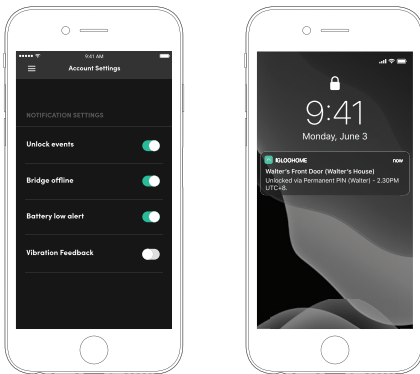 9:41 AM
Account Settings
NOTIFICATION SETTINGS
Unlock events
Bridge offline
Battery low alert
Vibration Feedback
9:41
Monday, June 3
IGLOOHOME
now
Walter's Front Door (Walter's House)
Unlocked via Permanent PIN (Walter) - 2.30PM
UTC+8.